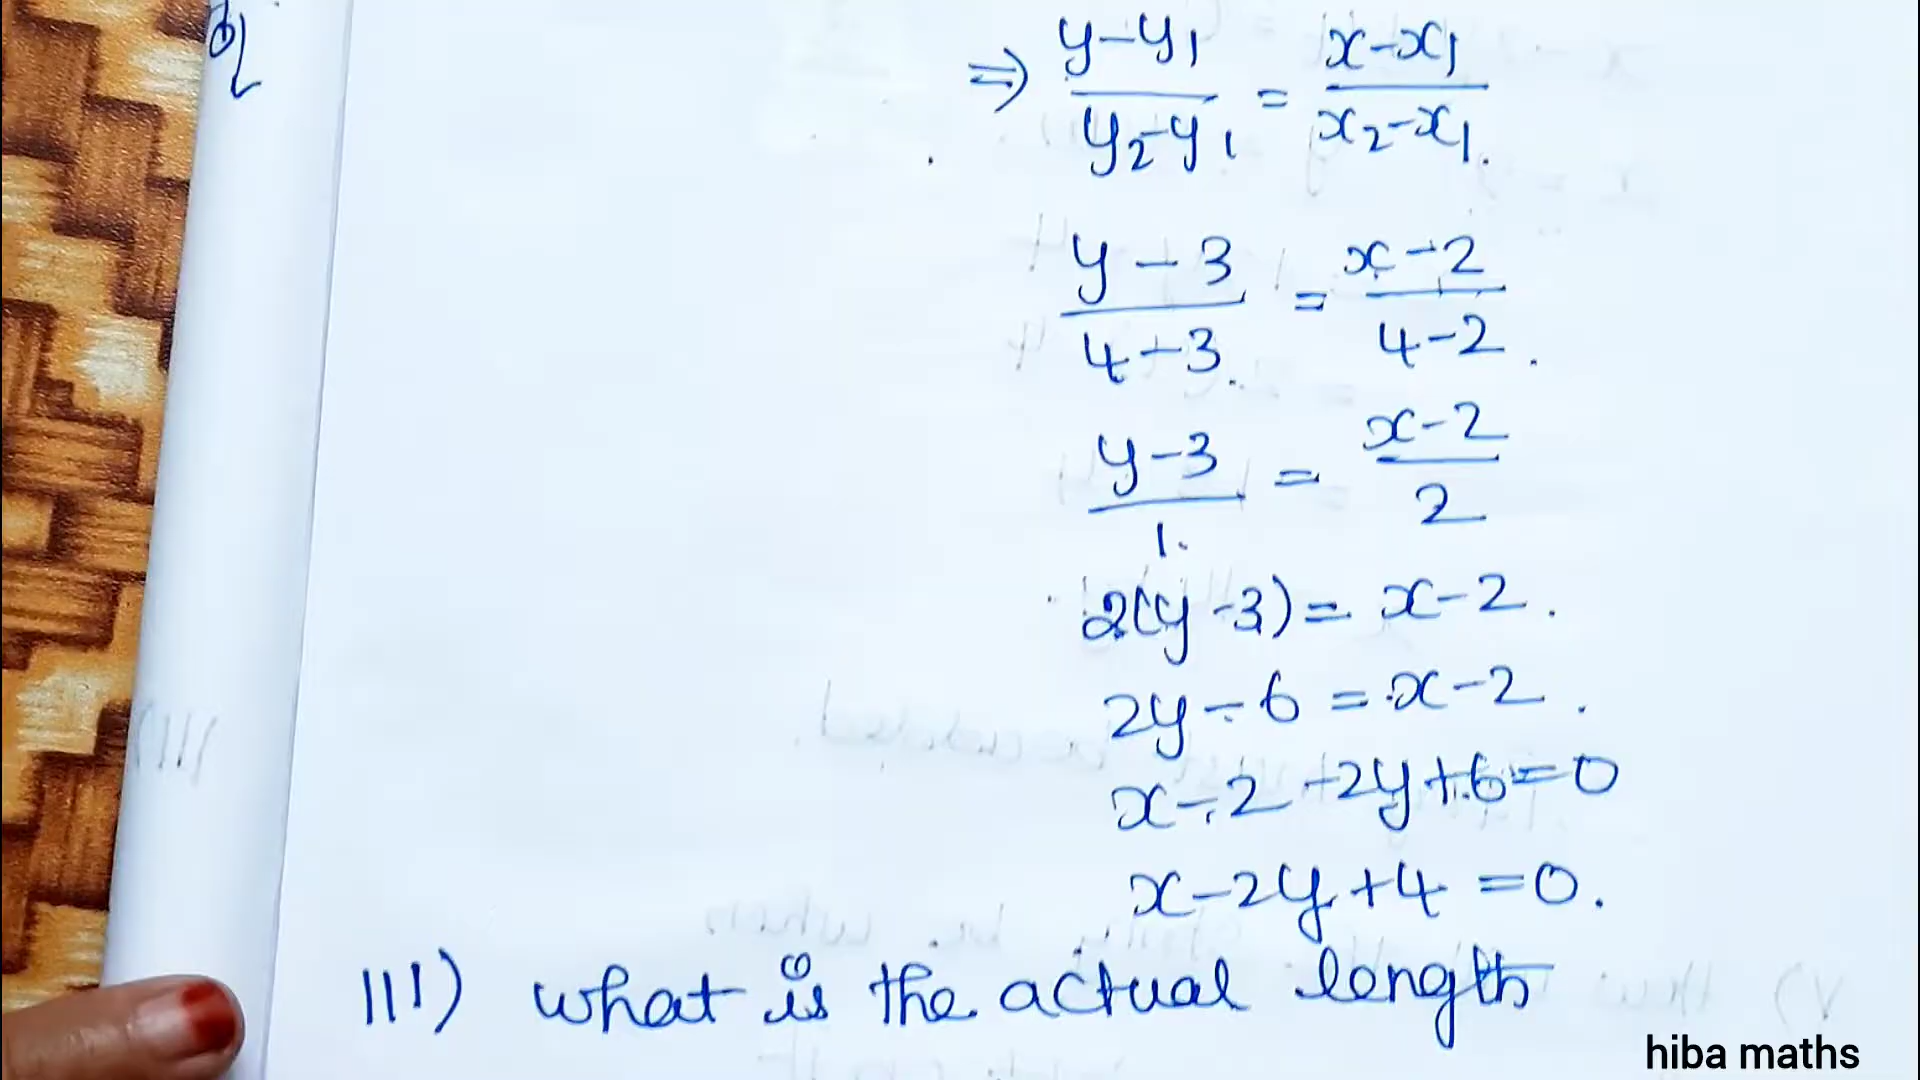 ⇒ y-y₁/y₂-y₁ = x-x₁/x₂-x₁.
y-3/4-3. = x-2/4-2.
y-3/1. = x-2/2
2(y-3) = x-2.
2y-6 = x-2.
x-2-2y+6=0
x-2y+4=0.
III) what is the actual length
hiba maths